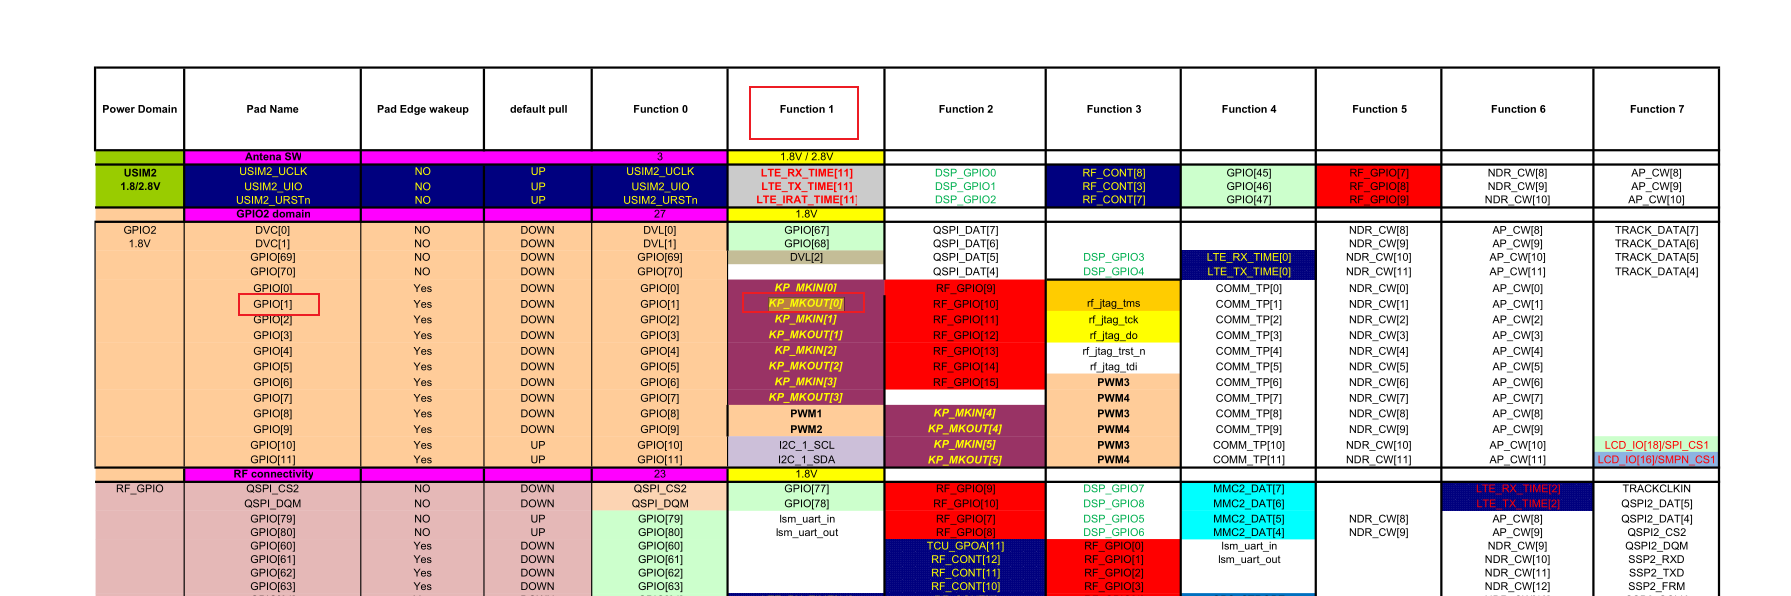 Power Domain Pad Name Pad Edge wakeup default pull Function 0 Function 1 Function 2 Function 3 Function 4 Function 5 Function 6 Function 7
Antena SW 3 1.8V / 2.8V
USIM2 USIM2_UCLK NO UP USIM2_UCLK LTE_RX_TIME[11] DSP_GPIO0 RF_CONT[8] GPIO[45] RF_GPIO[7] NDR_CW[8] AP_CW[8]
1.8/2.8V USIM2_UIO NO UP USIM2_UIO LTE_TX_TIME[11] DSP_GPIO1 RF_CONT[3] GPIO[46] RF_GPIO[8] NDR_CW[9] AP_CW[9]
USIM2_URSTn NO UP USIM2_URSTn LTE_IRAT_TIME[11] DSP_GPIO2 RF_CONT[7] GPIO[47] RF_GPIO[9] NDR_CW[10] AP_CW[10]
GPIO2 domain 27 1.8V
GPIO2 DVC[0] NO DOWN DVL[0] GPIO[67] QSPI_DAT[7] NDR_CW[8] AP_CW[8] TRACK_DATA[7]
1.8V DVC[1] NO DOWN DVL[1] GPIO[68] QSPI_DAT[6] NDR_CW[9] AP_CW[9] TRACK_DATA[6]
GPIO[69] NO DOWN GPIO[69] DVL[2] QSPI_DAT[5] DSP_GPIO3 LTE_RX_TIME[0] NDR_CW[10] AP_CW[10] TRACK_DATA[5]
GPIO[70] NO DOWN GPIO[70] QSPI_DAT[4] DSP_GPIO4 LTE_TX_TIME[0] NDR_CW[11] AP_CW[11] TRACK_DATA[4]
GPIO[0] Yes DOWN GPIO[0] KP_MKIN[0] RF_GPIO[9] COMM_TP[0] NDR_CW[0] AP_CW[0]
GPIO[1] Yes DOWN GPIO[1] KP_MKOUT[0] RF_GPIO[10] rf_jtag_tms COMM_TP[1] NDR_CW[1] AP_CW[1]
GPIO[2] Yes DOWN GPIO[2] KP_MKIN[1] RF_GPIO[11] rf_jtag_tck COMM_TP[2] NDR_CW[2] AP_CW[2]
GPIO[3] Yes DOWN GPIO[3] KP_MKOUT[1] RF_GPIO[12] rf_jtag_do COMM_TP[3] NDR_CW[3] AP_CW[3]
GPIO[4] Yes DOWN GPIO[4] KP_MKIN[2] RF_GPIO[13] rf_jtag_trst_n COMM_TP[4] NDR_CW[4] AP_CW[4]
GPIO[5] Yes DOWN GPIO[5] KP_MKOUT[2] RF_GPIO[14] rf_jtag_tdi COMM_TP[5] NDR_CW[5] AP_CW[5]
GPIO[6] Yes DOWN GPIO[6] KP_MKIN[3] RF_GPIO[15] PWM3 COMM_TP[6] NDR_CW[6] AP_CW[6]
GPIO[7] Yes DOWN GPIO[7] KP_MKOUT[3] PWM4 COMM_TP[7] NDR_CW[7] AP_CW[7]
GPIO[8] Yes DOWN GPIO[8] PWM1 KP_MKIN[4] PWM3 COMM_TP[8] NDR_CW[8] AP_CW[8]
GPIO[9] Yes DOWN GPIO[9] PWM2 KP_MKOUT[4] PWM4 COMM_TP[9] NDR_CW[9] AP_CW[9]
GPIO[10] Yes UP GPIO[10] I2C_1_SCL KP_MKIN[5] PWM3 COMM_TP[10] NDR_CW[10] AP_CW[10] LCD_IO[18]/SPI_CS1
GPIO[11] Yes UP GPIO[11] I2C_1_SDA KP_MKOUT[5] PWM4 COMM_TP[11] NDR_CW[11] AP_CW[11] LCD_IO[16]/SMPN_CS1
RF connectivity 23 1.8V
RF_GPIO QSPI_CS2 NO DOWN QSPI_CS2 GPIO[77] RF_GPIO[9] DSP_GPIO7 MMC2_DAT[7] LTE_RX_TIME[2] TRACKCLKIN
QSPI_DQM NO DOWN QSPI_DQM GPIO[78] RF_GPIO[10] DSP_GPIO8 MMC2_DAT[6] LTE_TX_TIME[2] QSPI2_DAT[5]
GPIO[79] NO UP GPIO[79] lsm_uart_in RF_GPIO[7] DSP_GPIO5 MMC2_DAT[5] NDR_CW[8] AP_CW[8] QSPI2_DAT[4]
GPIO[80] NO UP GPIO[80] lsm_uart_out RF_GPIO[8] DSP_GPIO6 MMC2_DAT[4] NDR_CW[9] AP_CW[9] QSPI2_CS2
GPIO[60] Yes DOWN GPIO[60] TCU_GPOA[11] RF_GPIO[0] lsm_uart_in NDR_CW[9] QSPI2_DQM
GPIO[61] Yes DOWN GPIO[61] RF_CONT[12] RF_GPIO[1] lsm_uart_out NDR_CW[10] SSP2_RXD
GPIO[62] Yes DOWN GPIO[62] RF_CONT[11] RF_GPIO[2] NDR_CW[11] SSP2_TXD
GPIO[63] Yes DOWN GPIO[63] RF_CONT[10] RF_GPIO[3] NDR_CW[12] SSP2_FRM